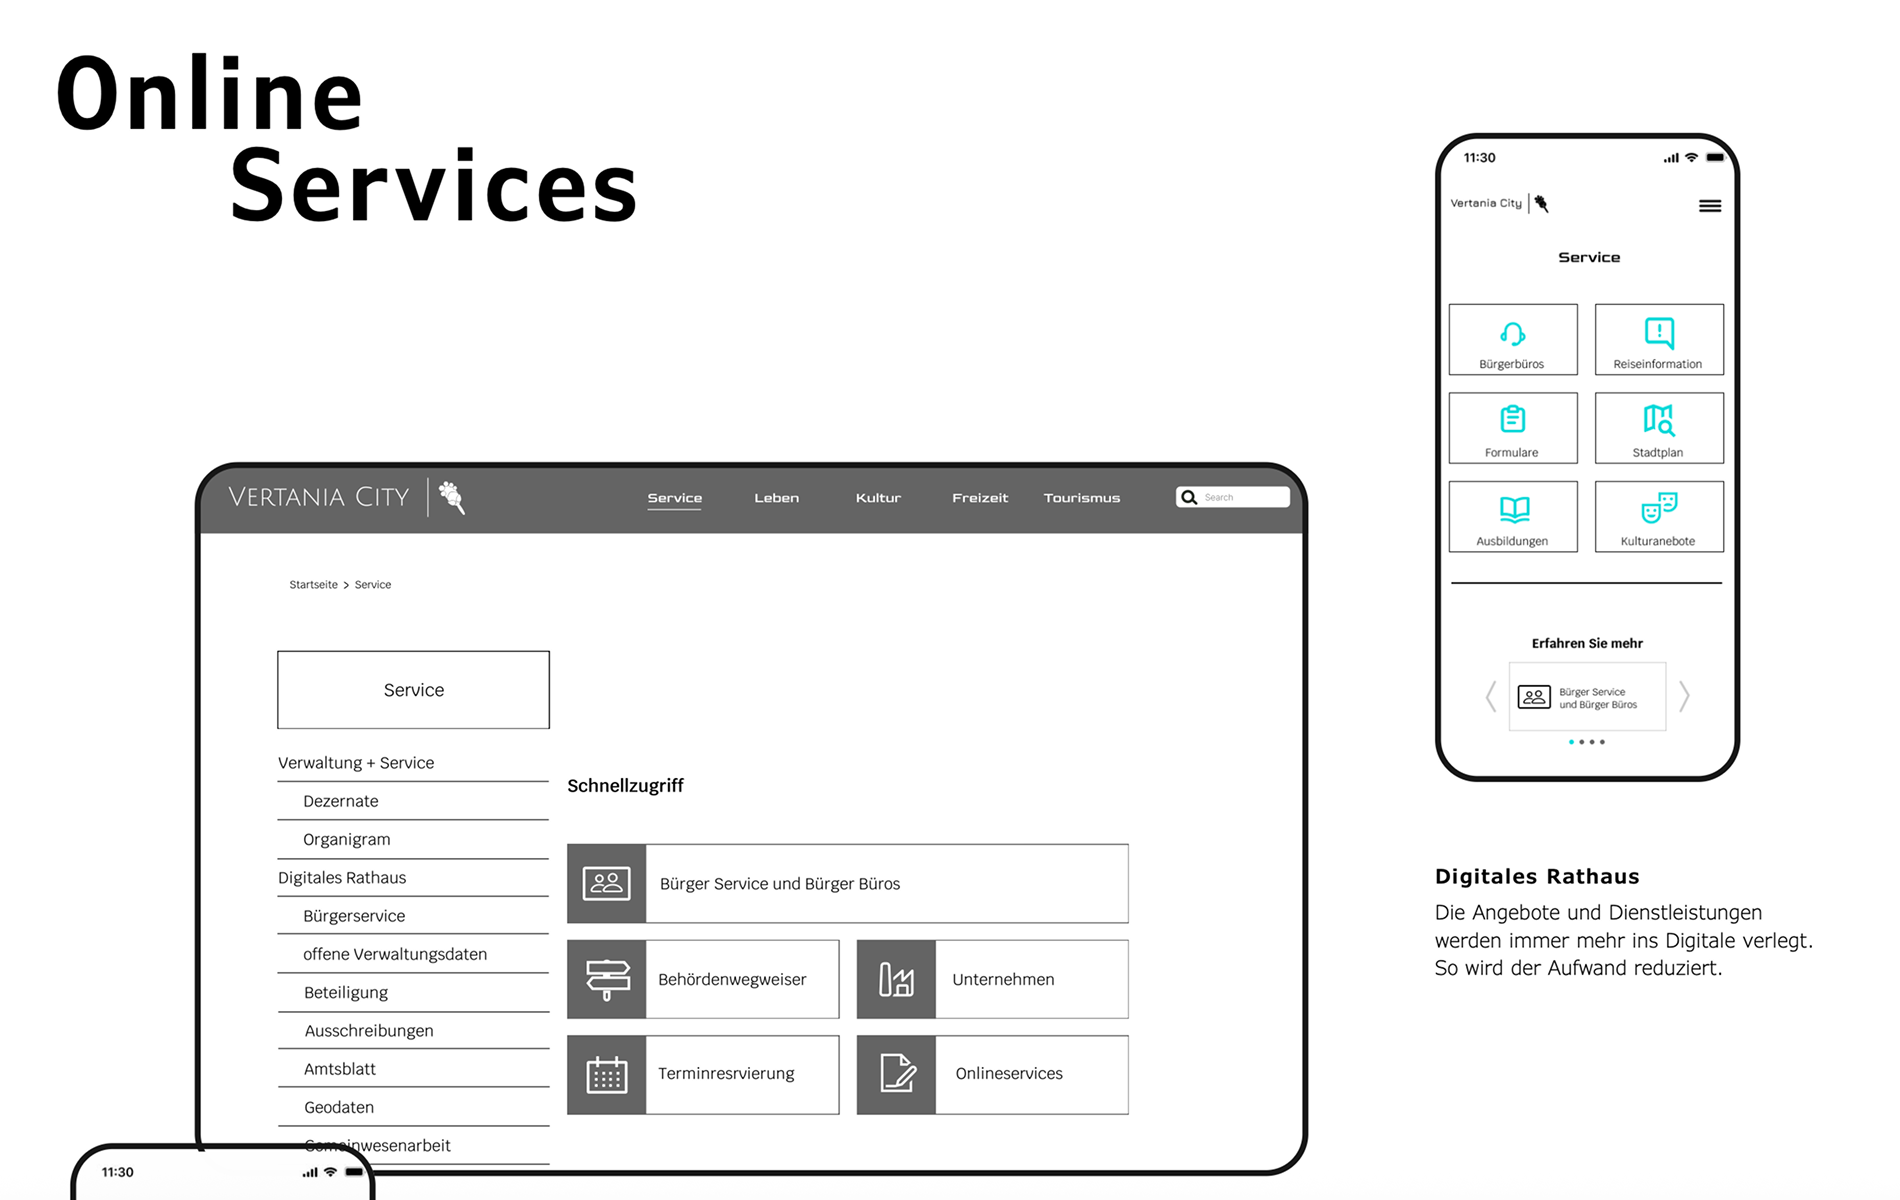 Online
Services
VERTANIA CITY
Service
Leben
Kultur
Freizeit
Tourismus
Search
Startseite > Service
Service
Verwaltung + Service
Dezernate
Organigram
Digitales Rathaus
Bürgerservice
offene Verwaltungsdaten
Beteiligung
Ausschreibungen
Amtsblatt
Geodaten
Gemeinwesenarbeit
Schnellzugriff
Bürger Service und Bürger Büros
Behördenwegweiser
Unternehmen
Terminresrvierung
Onlineservices
11:30
11:30
Vertania City
Service
Bürgerbüros
Reiseinformation
Formulare
Stadtplan
Ausbildungen
Kulturanebote
Erfahren Sie mehr
Bürger Service
und Bürger Büros
Digitales Rathaus
Die Angebote und Dienstleistungen
werden immer mehr ins Digitale verlegt.
So wird der Aufwand reduziert.